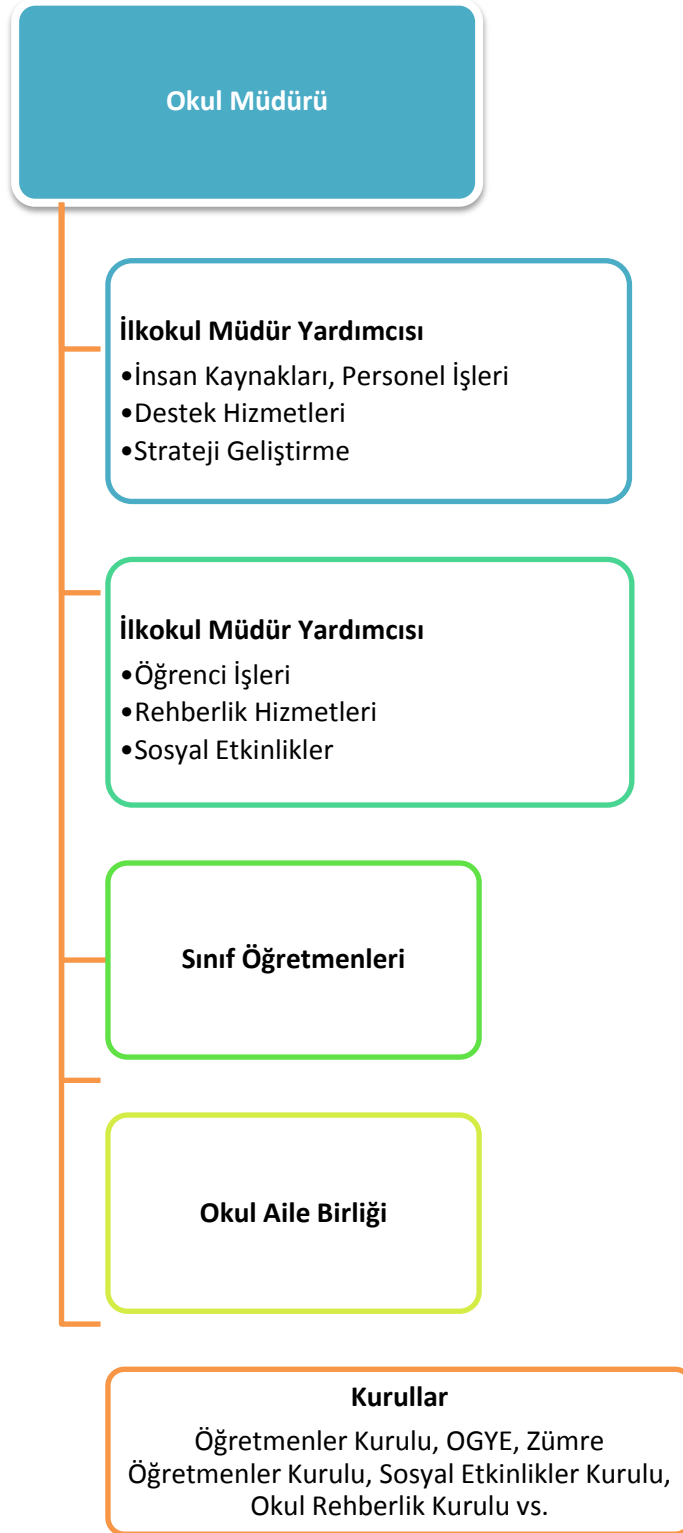 Okul Müdürü
İlkokul Müdür Yardımcısı
•İnsan Kaynakları, Personel İşleri
•Destek Hizmetleri
•Strateji Geliştirme
İlkokul Müdür Yardımcısı
•Öğrenci İşleri
•Rehberlik Hizmetleri
•Sosyal Etkinlikler
Sınıf Öğretmenleri
Okul Aile Birliği
Kurullar
Öğretmenler Kurulu, OGYE, Zümre
Öğretmenler Kurulu, Sosyal Etkinlikler Kurulu,
Okul Rehberlik Kurulu vs.